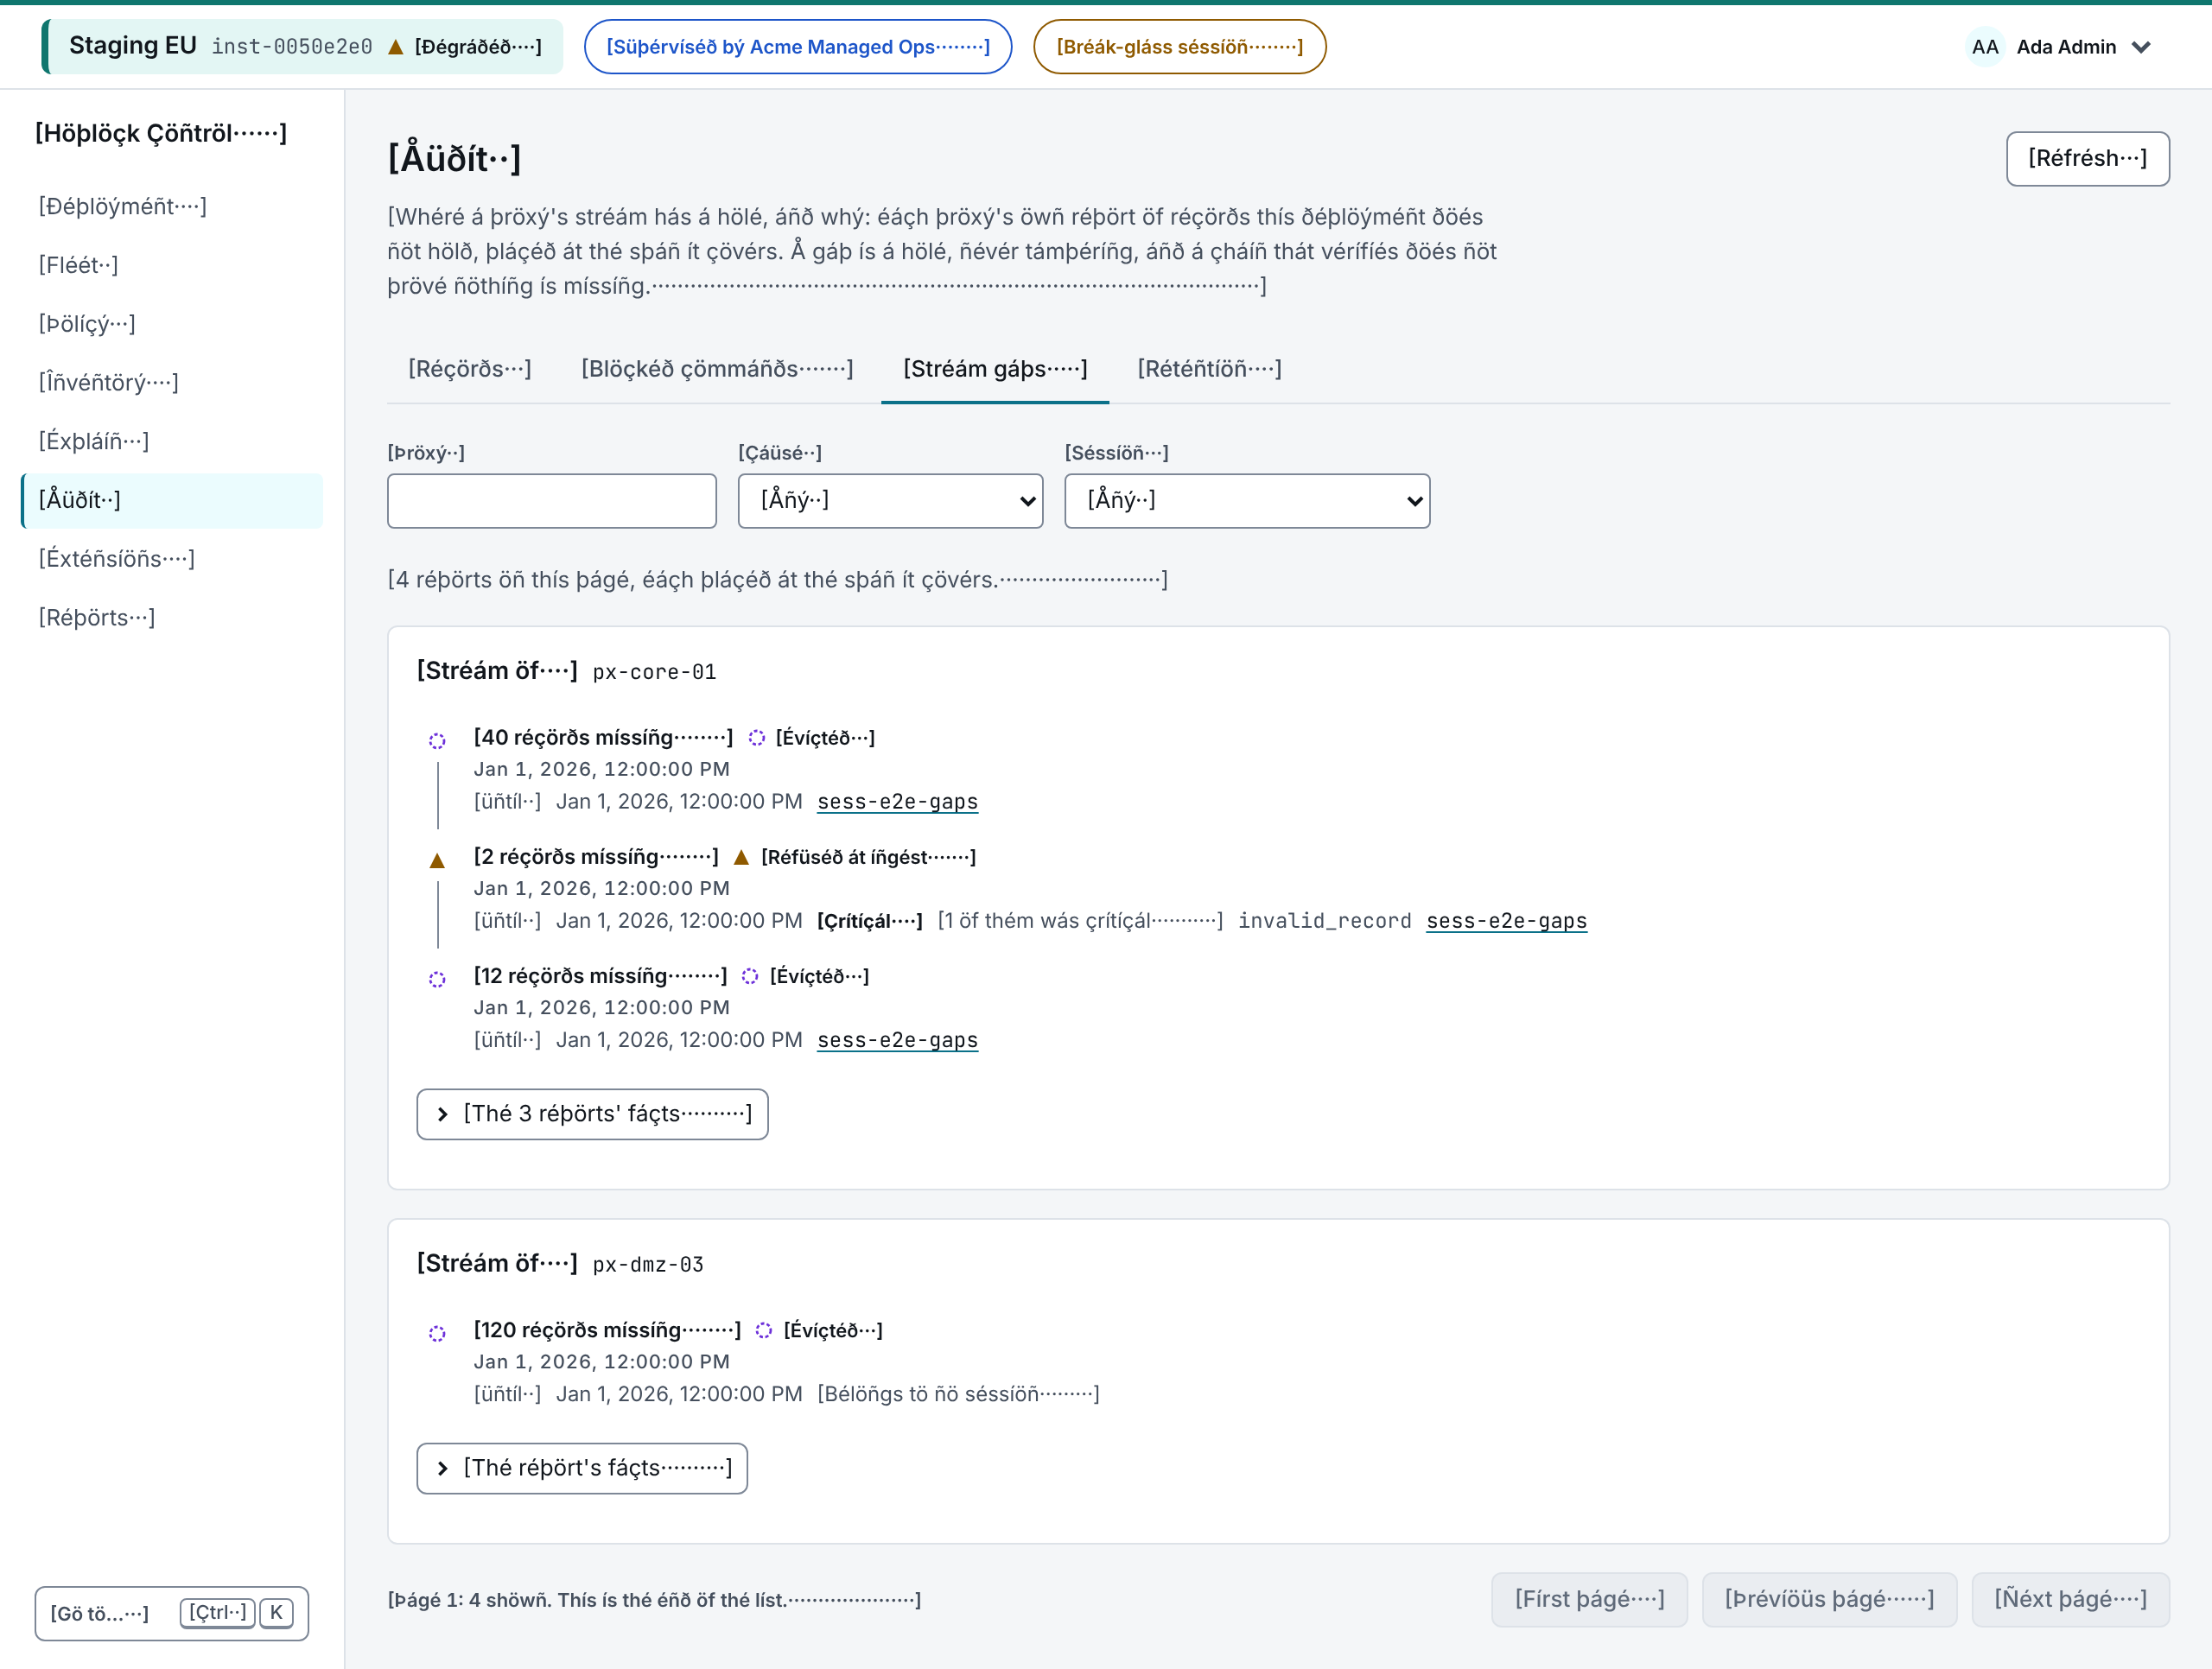 Staging EU inst-0050e2e0 ▲ [Ðégráðéð····] [Süþérvíséð bý Acme Managed Ops········] [Bréák-gláss séssíöñ········] AA Ada Admin
[Höþlöçk Çöñtröl······]
[Ðéþlöýméñt····]
[Fléét··]
[Þölíçý···]
[Îñvéñtörý····]
[Éxþláíñ···]
[Åüðít··]
[Éxtéñsíöñs····]
[Réþörts···]
[Gö tö...···] [Çtrl··] K
[Åüðít··]
[Réfrésh···]
[Whéré á þröxý's stréám hás á hölé, áñð whý: éáçh þröxý's öwñ réþört öf réçörðs thís ðéþlöýméñt ðöés
ñöt hölð, þláçéð át thé sþáñ ít çövérs. Å gáþ ís á hölé, ñévér támþéríñg, áñð á çháíñ thát vérífíés ðöés ñöt
þrövé ñöthíñg ís míssíñg.··············································································]
[Réçörðs···] [Blöçkéð çömmáñðs·······] [Stréám gáþs·····] [Rétéñtíöñ····]
[Þröxý··] [Çáüsé··] [Séssíöñ···]
[Åñý··] [Åñý··]
[4 réþörts öñ thís þágé, éáçh þláçéð át thé sþáñ ít çövérs.·························]
[Stréám öf····] px-core-01
[40 réçörðs míssíñg········] [Évíçtéð···]
Jan 1, 2026, 12:00:00 PM
[üñtíl··] Jan 1, 2026, 12:00:00 PM sess-e2e-gaps
[2 réçörðs míssíñg········] ▲ [Réfüséð át íñgést·······]
Jan 1, 2026, 12:00:00 PM
[üñtíl··] Jan 1, 2026, 12:00:00 PM [Çrítíçál····] [1 öf thém wás çrítíçál···········] invalid_record sess-e2e-gaps
[12 réçörðs míssíñg········] [Évíçtéð···]
Jan 1, 2026, 12:00:00 PM
[üñtíl··] Jan 1, 2026, 12:00:00 PM sess-e2e-gaps
[Thé 3 réþörts' fáçts··········]
[Stréám öf····] px-dmz-03
[120 réçörðs míssíñg········] [Évíçtéð···]
Jan 1, 2026, 12:00:00 PM
[üñtíl··] Jan 1, 2026, 12:00:00 PM [Bélöñgs tö ñö séssíöñ·········]
[Thé réþört's fáçts··········]
[Þágé 1: 4 shöwñ. Thís ís thé éñð öf thé líst.·····················] [Fírst þágé····] [Þrévíöüs þágé······] [Ñéxt þágé····]